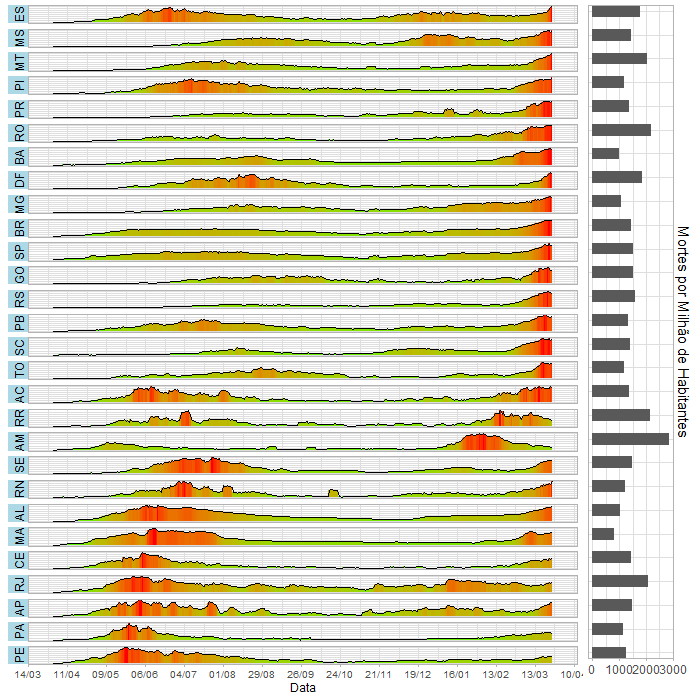 ES
MS
MT
PI
PR
RO
BA
DF
MG
BR
SP
GO
RS
PB
SC
TO
AC
RR
AM
SE
RN
AL
MA
CE
RJ
AP
PA
PE
14/03 11/04 09/05 06/06 04/07 01/08 29/08 26/09 24/10 21/11 19/12 16/01 13/02 13/03 10/04
Data
0 1000 2000 3000
Mortes por Milhão de Habitantes